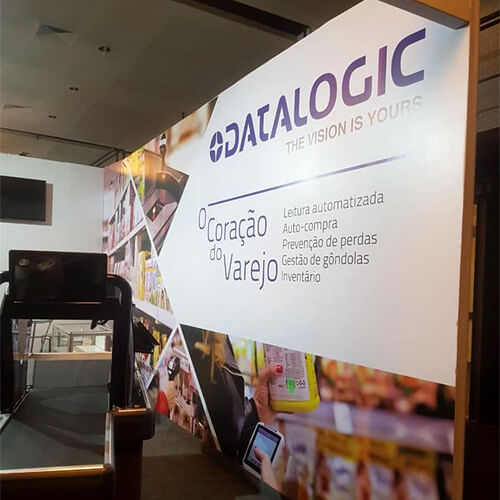 DATALOGIC
THE VISION IS YOURS
O Coração
do Varejo
Leitura automatizada
Auto-compra
Prevenção de perdas
Gestão de gôndolas
Inventário